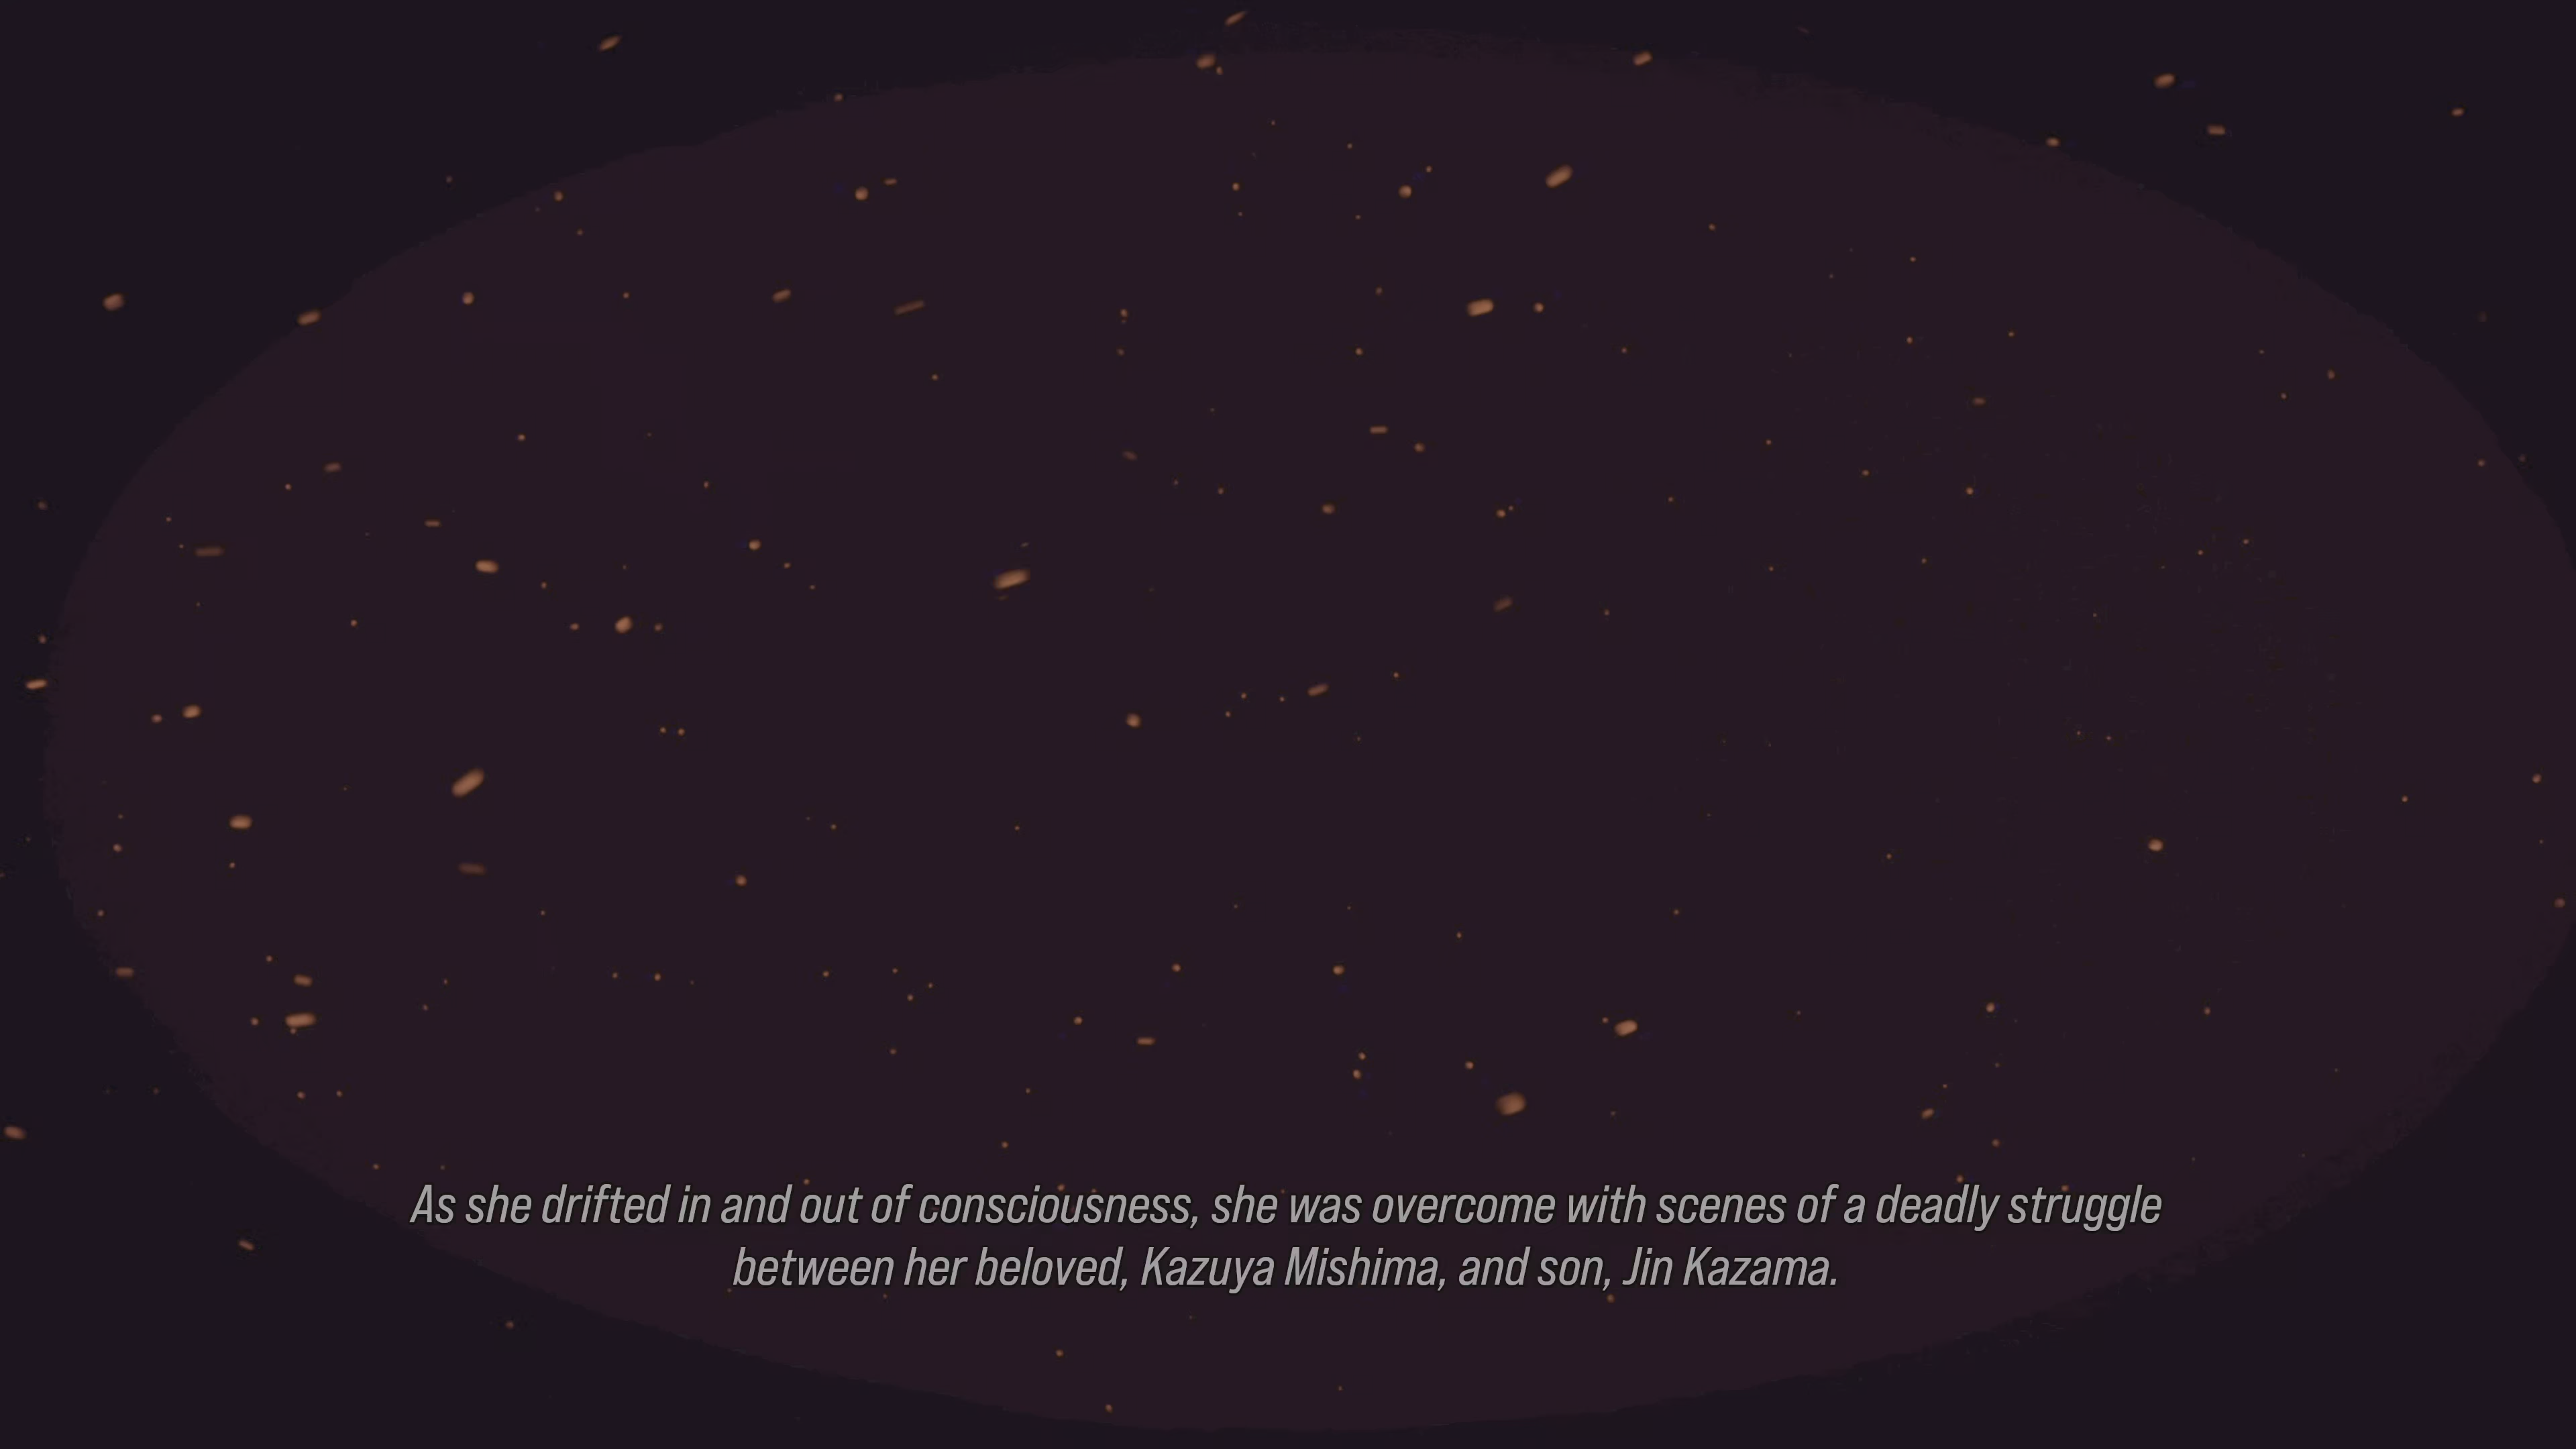 As she drifted in and out of consciousness, she was overcome with scenes of a deadly struggle
between her beloved, Kazuya Mishima, and son, Jin Kazama.